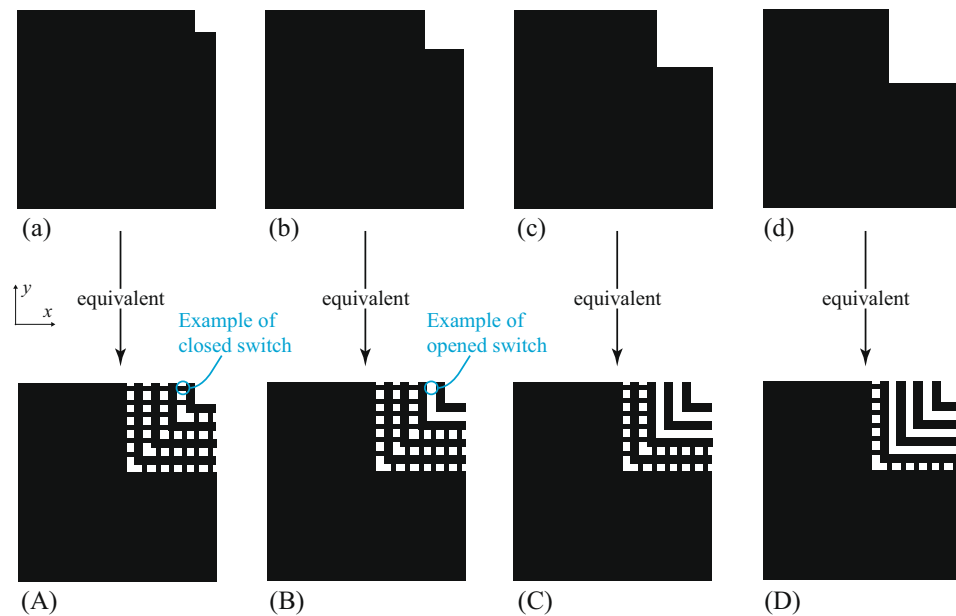 (a)
(b)
(c)
(d)
y
x
equivalent
equivalent
equivalent
equivalent
Example of
closed switch
Example of
opened switch
(A)
(B)
(C)
(D)